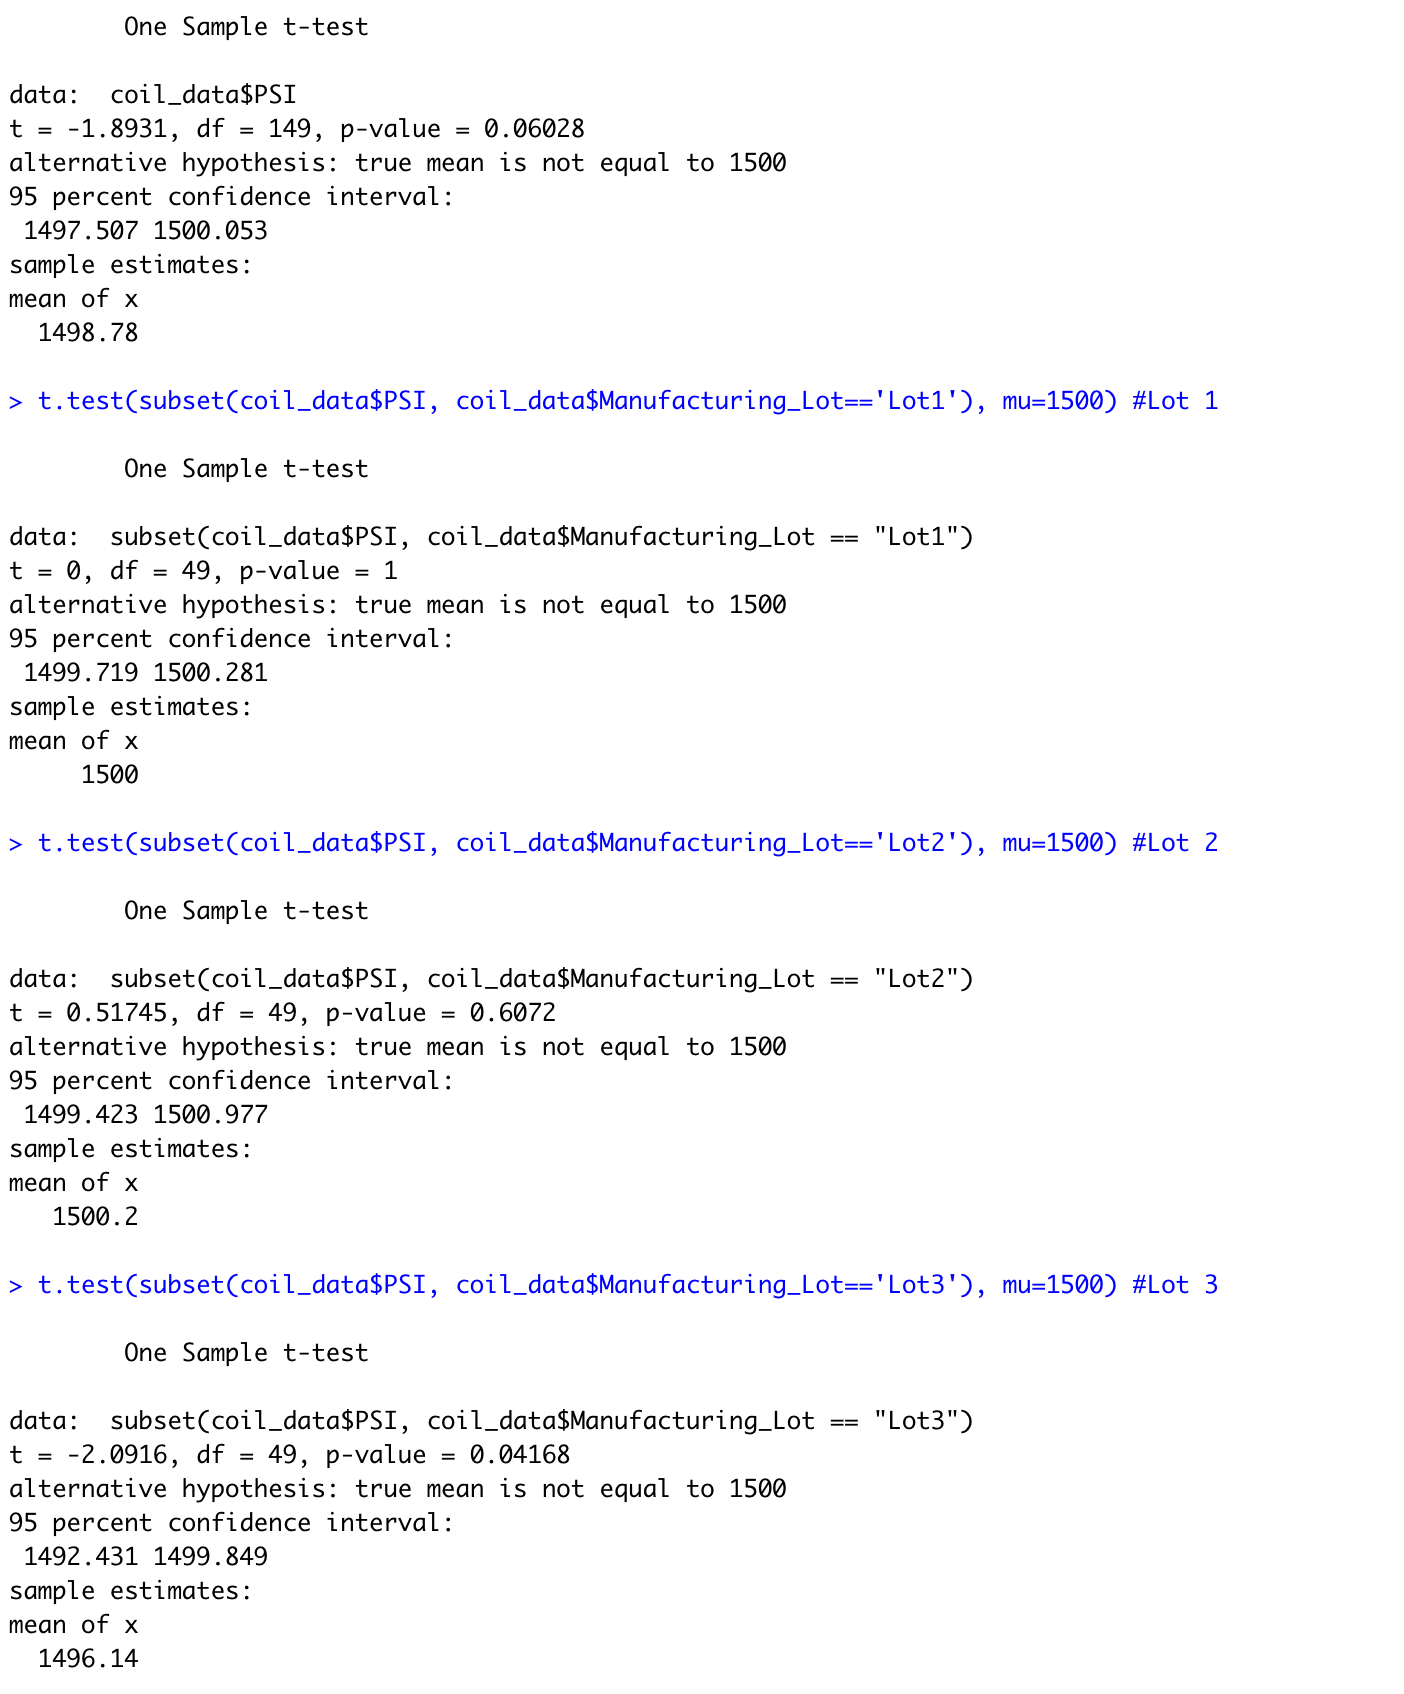 One Sample t-test
data:  coil_data$PSI
t = -1.8931, df = 149, p-value = 0.06028
alternative hypothesis: true mean is not equal to 1500
95 percent confidence interval:
 1497.507 1500.053
sample estimates:
mean of x
  1498.78
> t.test(subset(coil_data$PSI, coil_data$Manufacturing_Lot=='Lot1'), mu=1500) #Lot 1
One Sample t-test
data:  subset(coil_data$PSI, coil_data$Manufacturing_Lot == "Lot1")
t = 0, df = 49, p-value = 1
alternative hypothesis: true mean is not equal to 1500
95 percent confidence interval:
 1499.719 1500.281
sample estimates:
mean of x
     1500
> t.test(subset(coil_data$PSI, coil_data$Manufacturing_Lot=='Lot2'), mu=1500) #Lot 2
One Sample t-test
data:  subset(coil_data$PSI, coil_data$Manufacturing_Lot == "Lot2")
t = 0.51745, df = 49, p-value = 0.6072
alternative hypothesis: true mean is not equal to 1500
95 percent confidence interval:
 1499.423 1500.977
sample estimates:
mean of x
   1500.2
> t.test(subset(coil_data$PSI, coil_data$Manufacturing_Lot=='Lot3'), mu=1500) #Lot 3
One Sample t-test
data:  subset(coil_data$PSI, coil_data$Manufacturing_Lot == "Lot3")
t = -2.0916, df = 49, p-value = 0.04168
alternative hypothesis: true mean is not equal to 1500
95 percent confidence interval:
 1492.431 1499.849
sample estimates:
mean of x
  1496.14